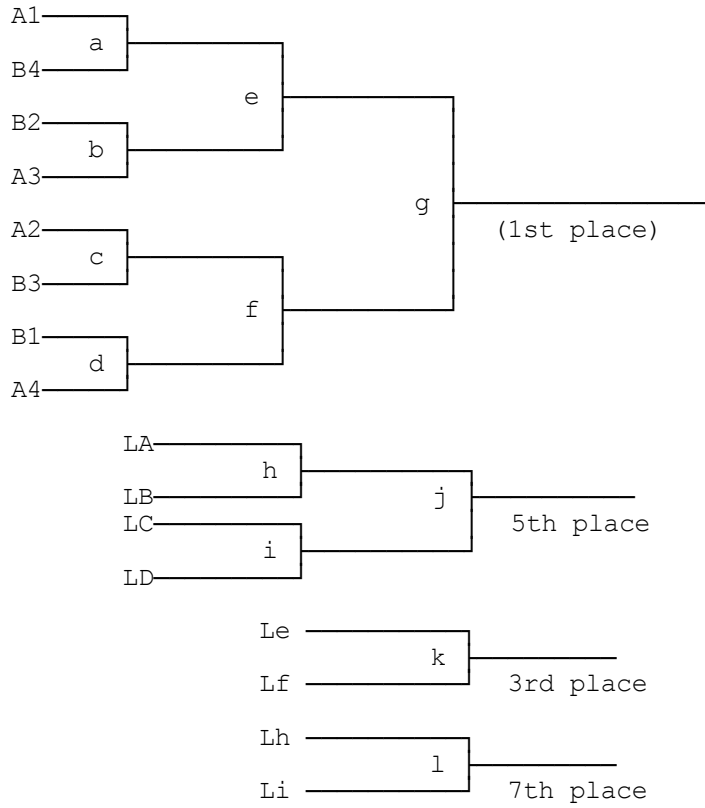 A1
a
B4
e
B2
b
A3
g
(1st place)
A2
c
B3
f
B1
d
A4
LA
h
LB
j
5th place
LC
i
LD
Le
k
Lf
3rd place
Lh
l
Li
7th place